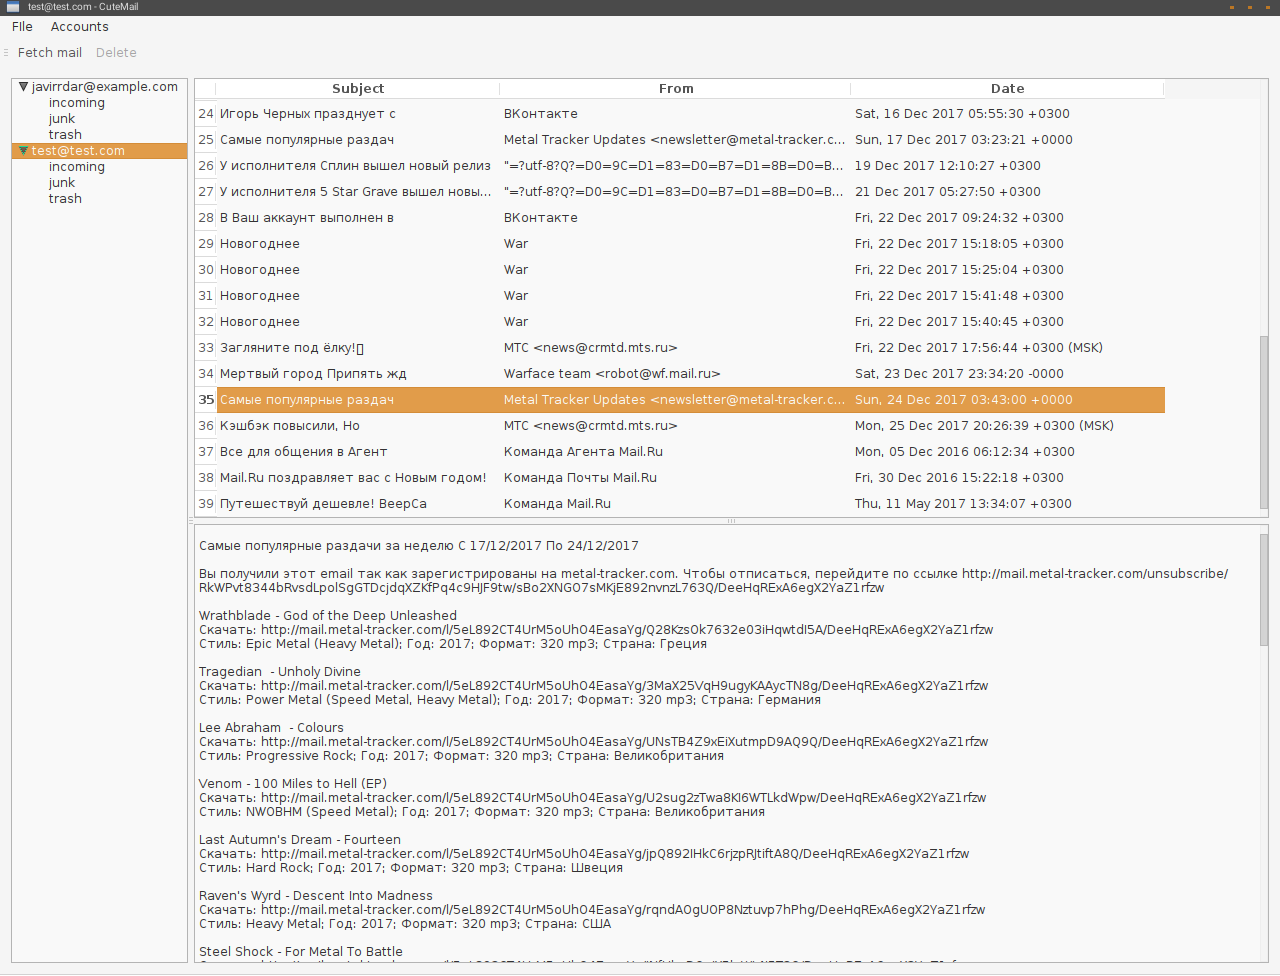 test@test.com - CuteMail
FIle Accounts
Fetch mail Delete
javirrdar@example.com
incoming
junk
trash
test@test.com
incoming
junk
trash
Subject From Date
24 Игорь Черных празднует с ВКонтакте Sat, 16 Dec 2017 05:55:30 +0300
25 Самые популярные раздач Metal Tracker Updates <newsletter@metal-tracker.c... Sun, 17 Dec 2017 03:23:21 +0000
26 У исполнителя Сплин вышел новый релиз "=?utf-8?Q?=D0=9C=D1=83=D0=B7=D1=8B=D0=B... 19 Dec 2017 12:10:27 +0300
27 У исполнителя 5 Star Grave вышел новы... "=?utf-8?Q?=D0=9C=D1=83=D0=B7=D1=8B=D0=B... 21 Dec 2017 05:27:50 +0300
28 В Ваш аккаунт выполнен в ВКонтакте Fri, 22 Dec 2017 09:24:32 +0300
29 Новогоднее War Fri, 22 Dec 2017 15:18:05 +0300
30 Новогоднее War Fri, 22 Dec 2017 15:25:04 +0300
31 Новогоднее War Fri, 22 Dec 2017 15:41:48 +0300
32 Новогоднее War Fri, 22 Dec 2017 15:40:45 +0300
33 Загляните под ёлку! МТС <news@crmtd.mts.ru> Fri, 22 Dec 2017 17:56:44 +0300 (MSK)
34 Мертвый город Припять жд Warface team <robot@wf.mail.ru> Sat, 23 Dec 2017 23:34:20 -0000
35 Самые популярные раздач Metal Tracker Updates <newsletter@metal-tracker.c... Sun, 24 Dec 2017 03:43:00 +0000
36 Кэшбэк повысили, Но МТС <news@crmtd.mts.ru> Mon, 25 Dec 2017 20:26:39 +0300 (MSK)
37 Все для общения в Агент Команда Агента Mail.Ru Mon, 05 Dec 2016 06:12:34 +0300
38 Mail.Ru поздравляет вас с Новым годом! Команда Почты Mail.Ru Fri, 30 Dec 2016 15:22:18 +0300
39 Путешествуй дешевле! ВеерСа Команда Mail.Ru Thu, 11 May 2017 13:34:07 +0300
Самые популярные раздачи за неделю С 17/12/2017 По 24/12/2017
Вы получили этот email так как зарегистрированы на metal-tracker.com. Чтобы отписаться, перейдите по ссылке http://mail.metal-tracker.com/unsubscribe/
RkWPvt8344bRvsdLpolSgGTDcjdqXZKfPq4c9HJF9tw/sBo2XNGO7sMKjE892nvnzL763Q/DeeHqRExA6egX2YaZ1rfzw
Wrathblade - God of the Deep Unleashed
Скачать: http://mail.metal-tracker.com/l/5eL892CT4UrM5oUhO4EasaYg/Q28KzsOk7632e03iHqwtdI5A/DeeHqRExA6egX2YaZ1rfzw
Стиль: Epic Metal (Heavy Metal); Год: 2017; Формат: 320 mp3; Страна: Греция
Tragedian - Unholy Divine
Скачать: http://mail.metal-tracker.com/l/5eL892CT4UrM5oUhO4EasaYg/3MaX25VqH9ugyKAAycTN8g/DeeHqRExA6egX2YaZ1rfzw
Стиль: Power Metal (Speed Metal, Heavy Metal); Год: 2017; Формат: 320 mp3; Страна: Германия
Lee Abraham - Colours
Скачать: http://mail.metal-tracker.com/l/5eL892CT4UrM5oUhO4EasaYg/UNsTB4Z9xEiXutmpD9AQ9Q/DeeHqRExA6egX2YaZ1rfzw
Стиль: Progressive Rock; Год: 2017; Формат: 320 mp3; Страна: Великобритания
Venom - 100 Miles to Hell (EP)
Скачать: http://mail.metal-tracker.com/l/5eL892CT4UrM5oUhO4EasaYg/U2sug2zTwa8KI6WTLkdWpw/DeeHqRExA6egX2YaZ1rfzw
Стиль: NWOBHM (Speed Metal); Год: 2017; Формат: 320 mp3; Страна: Великобритания
Last Autumn's Dream - Fourteen
Скачать: http://mail.metal-tracker.com/l/5eL892CT4UrM5oUhO4EasaYg/jpQ892IHkC6rjzpRJtiftA8Q/DeeHqRExA6egX2YaZ1rfzw
Стиль: Hard Rock; Год: 2017; Формат: 320 mp3; Страна: Швеция
Raven's Wyrd - Descent Into Madness
Скачать: http://mail.metal-tracker.com/l/5eL892CT4UrM5oUhO4EasaYg/rqndAOgUOP8Nztuvp7hPhg/DeeHqRExA6egX2YaZ1rfzw
Стиль: Heavy Metal; Год: 2017; Формат: 320 mp3; Страна: США
Steel Shock - For Metal To Battle